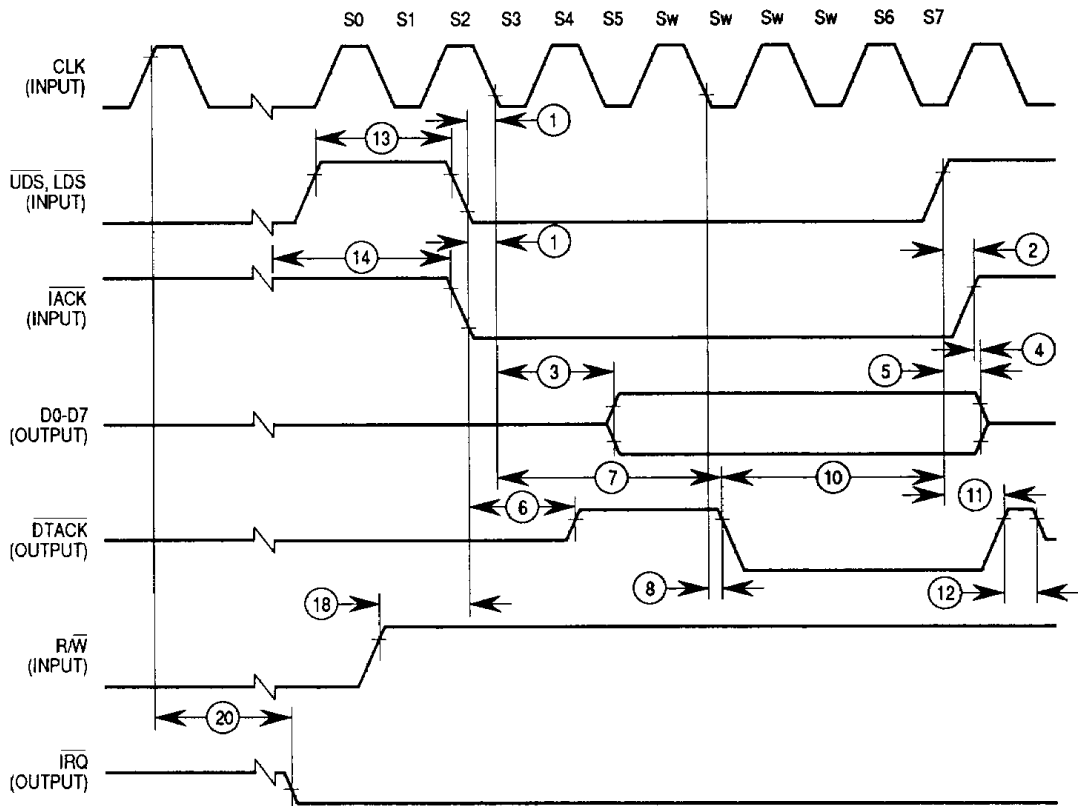 S0 S1 S2 S3 S4 S5 Sw Sw Sw Sw S6 S7
CLK
(INPUT)
1
13
UDS, LDS
(INPUT)
1
14
2
IACK
(INPUT)
4
3
5
D0-D7
(OUTPUT)
7
10
11
6
DTACK
(OUTPUT)
8
12
18
R/W
(INPUT)
20
IRQ
(OUTPUT)